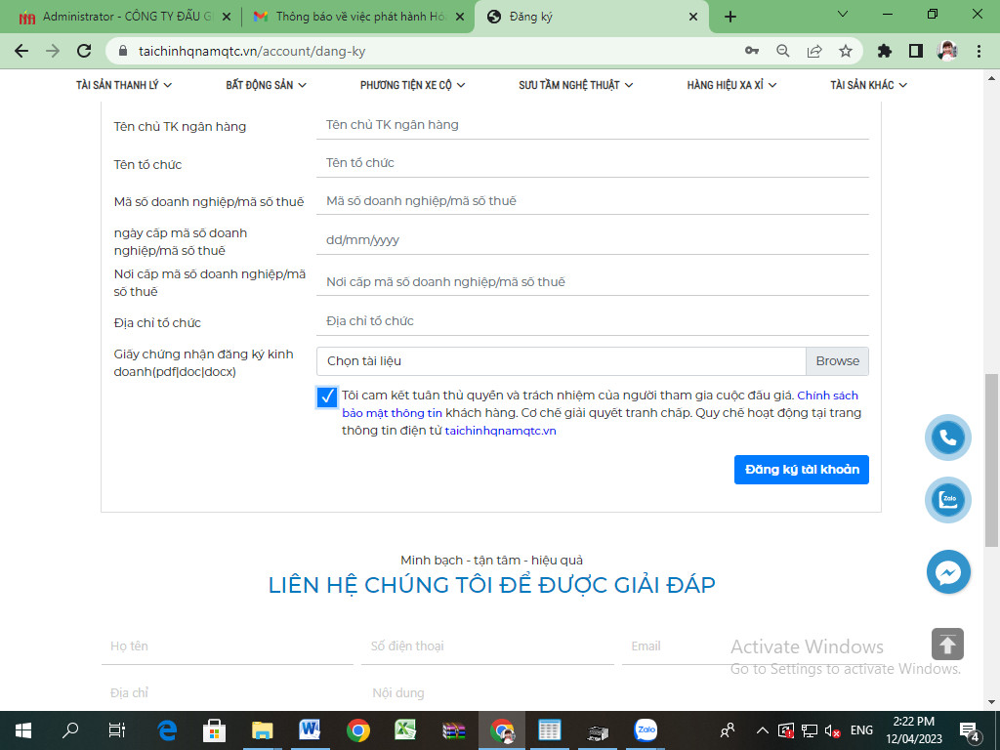 Administrator - CÔNG TY ĐẤU G
Thông báo về việc phát hành Hó
Đăng ký
taichinhqnamqtc.vn/account/dang-ky
TÀI SẢN THANH LÝ
BẤT ĐỘNG SẢN
PHƯƠNG TIỆN XE CỘ
SƯU TẦM NGHỆ THUẬT
HÀNG HIỆU XA XỈ
TÀI SẢN KHÁC
Tên chủ TK ngân hàng
Tên chủ TK ngân hàng
Tên tổ chức
Tên tổ chức
Mã số doanh nghiệp/mã số thuế
Mã số doanh nghiệp/mã số thuế
ngày cấp mã số doanh
nghiệp/mã số thuế
dd/mm/yyyy
Nơi cấp mã số doanh nghiệp/mã
số thuế
Nơi cấp mã số doanh nghiệp/mã số thuế
Địa chỉ tổ chức
Địa chỉ tổ chức
Giấy chứng nhận đăng ký kinh
doanh(pdf|doc|docx)
Chọn tài liệu
Browse
Tôi cam kết tuân thủ quyền và trách nhiệm của người tham gia cuộc đấu giá. Chính sách
bảo mật thông tin khách hàng. Cơ chế giải quyết tranh chấp. Quy chế hoạt động tại trang
thông tin điện tử taichinhqnamqtc.vn
Đăng ký tài khoản
Zalo
Minh bạch - tận tâm - hiệu quả
LIÊN HỆ CHÚNG TÔI ĐỂ ĐƯỢC GIẢI ĐÁP
Họ tên
Số điện thoại
Email
Activate Windows
Go to Settings to activate Windows.
Địa chỉ
Nội dung
Zalo
ENG
2:22 PM
12/04/2023
4